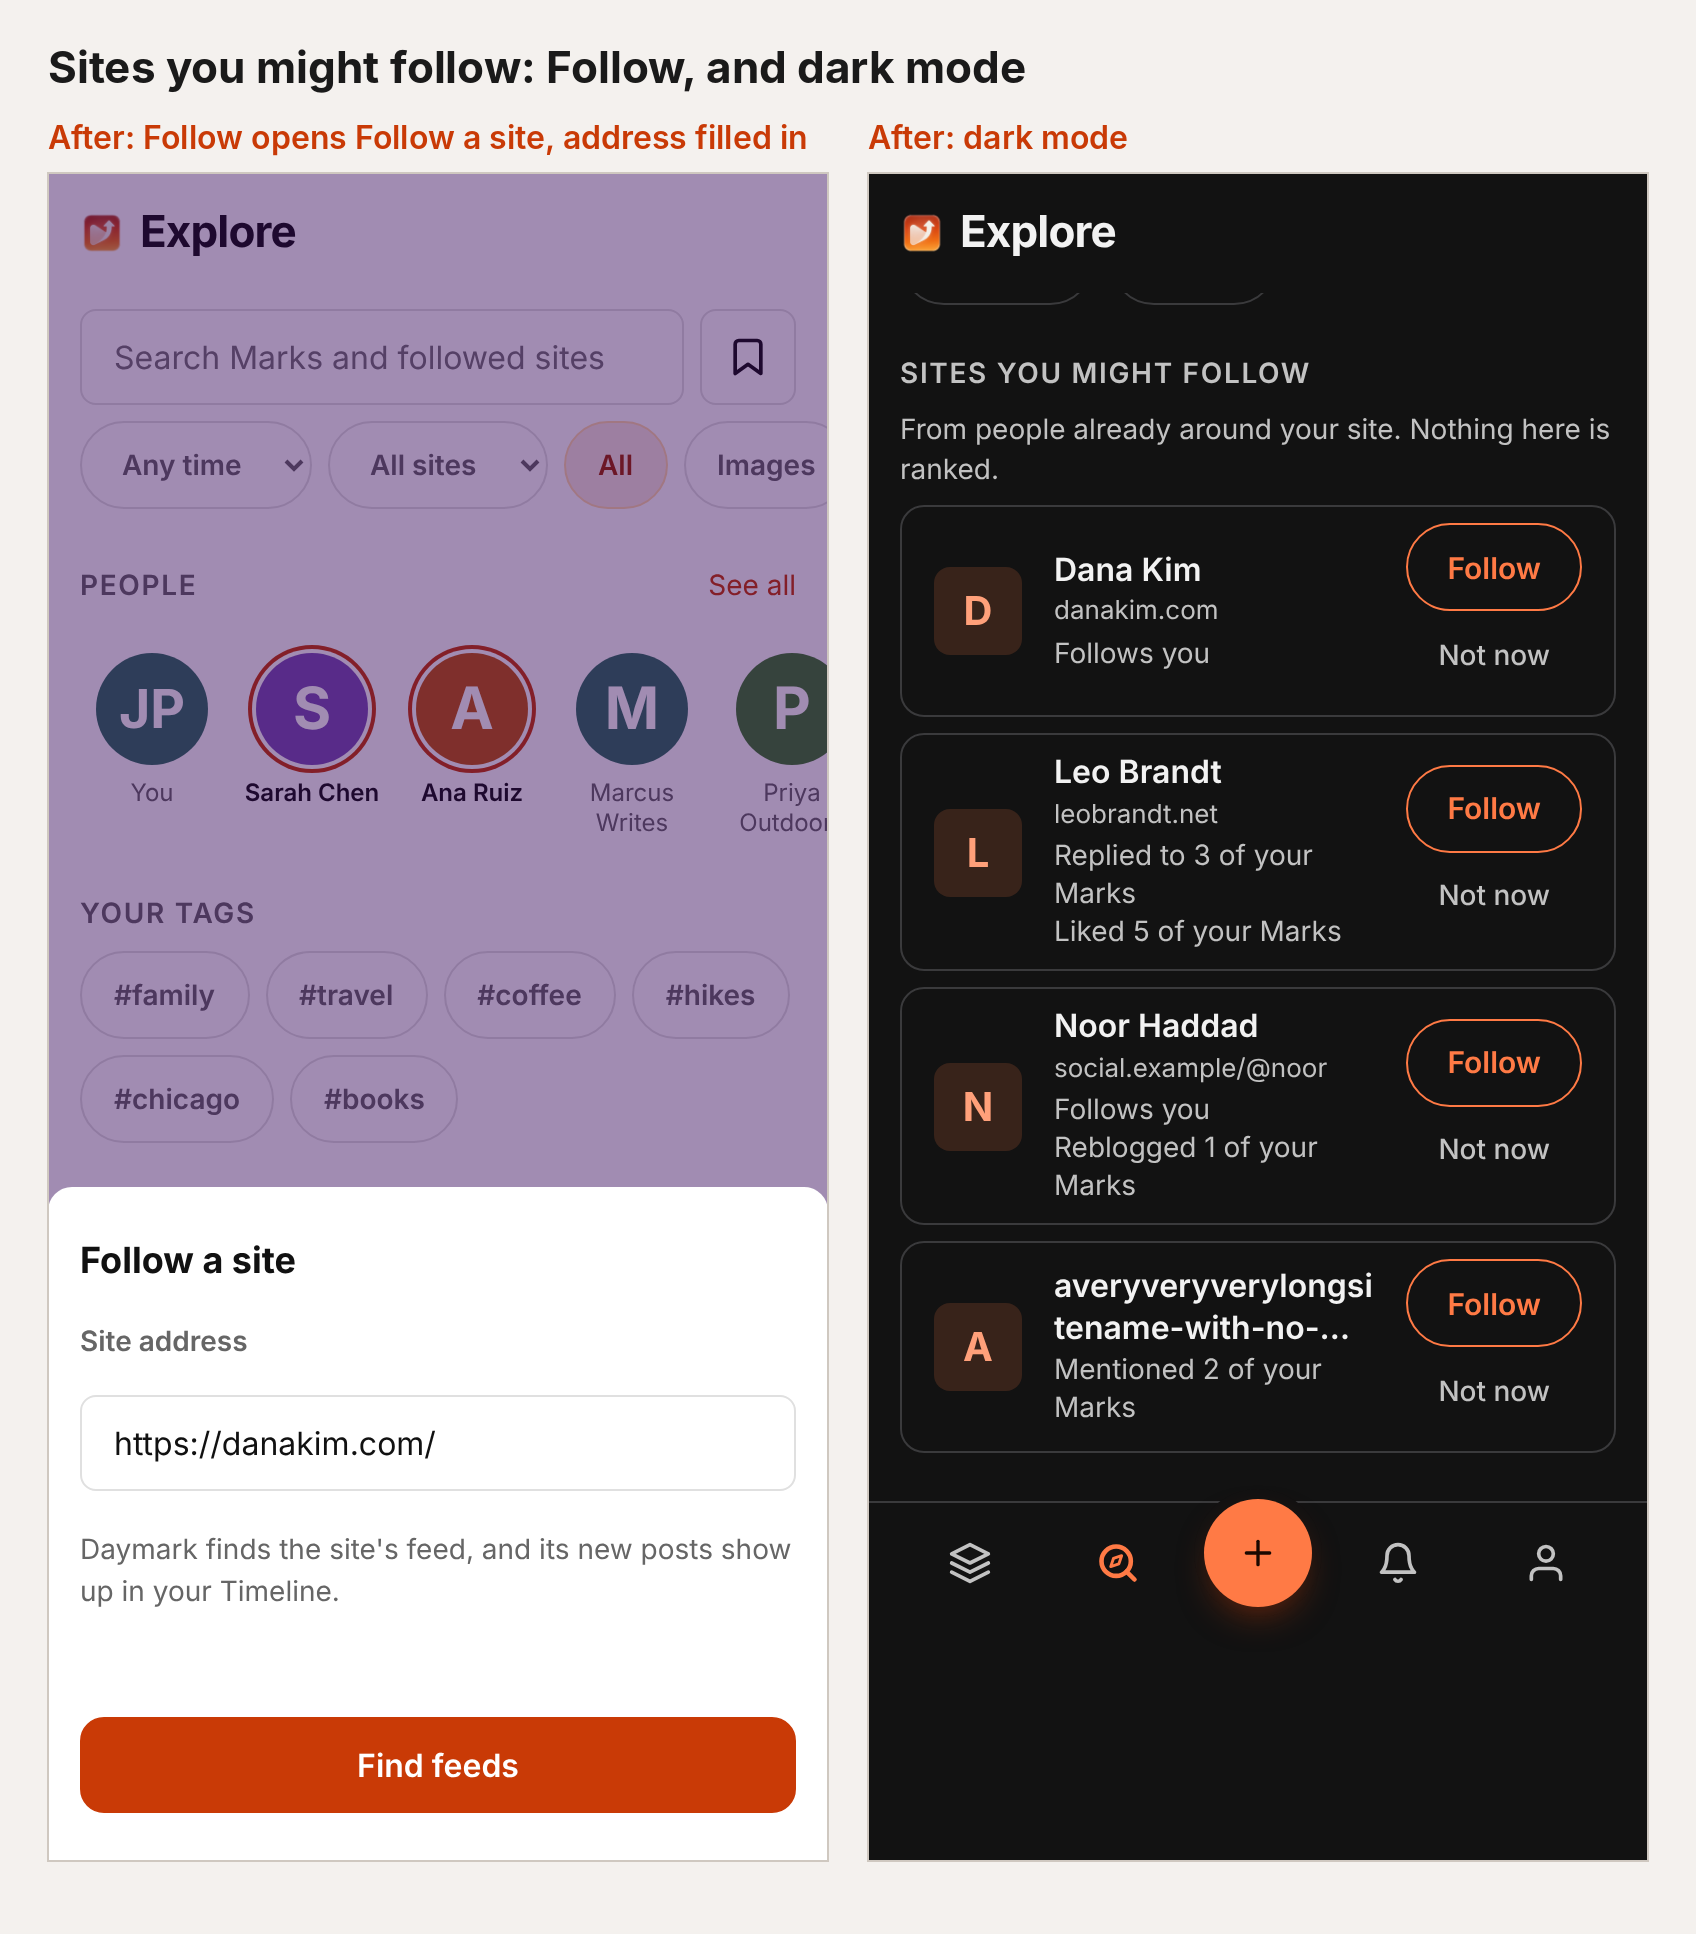 Sites you might follow: Follow, and dark mode
After: Follow opens Follow a site, address filled in
Explore
Search Marks and followed sites
Any time
All sites
All
Images
PEOPLE
See all
JP
S
A
M
P
You
Sarah Chen
Ana Ruiz
Marcus
Writes
Priya
Outdoor
YOUR TAGS
#family
#travel
#coffee
#hikes
#chicago
#books
Follow a site
Site address
https://danakim.com/
Daymark finds the site's feed, and its new posts show
up in your Timeline.
Find feeds
After: dark mode
Explore
SITES YOU MIGHT FOLLOW
From people already around your site. Nothing here is
ranked.
D
Dana Kim
danakim.com
Follows you
Follow
Not now
L
Leo Brandt
leobrandt.net
Replied to 3 of your
Marks
Liked 5 of your Marks
Follow
Not now
N
Noor Haddad
social.example/@noor
Follows you
Reblogged 1 of your
Marks
Follow
Not now
A
averyveryverylongsi
tename-with-no-...
Mentioned 2 of your
Marks
Follow
Not now